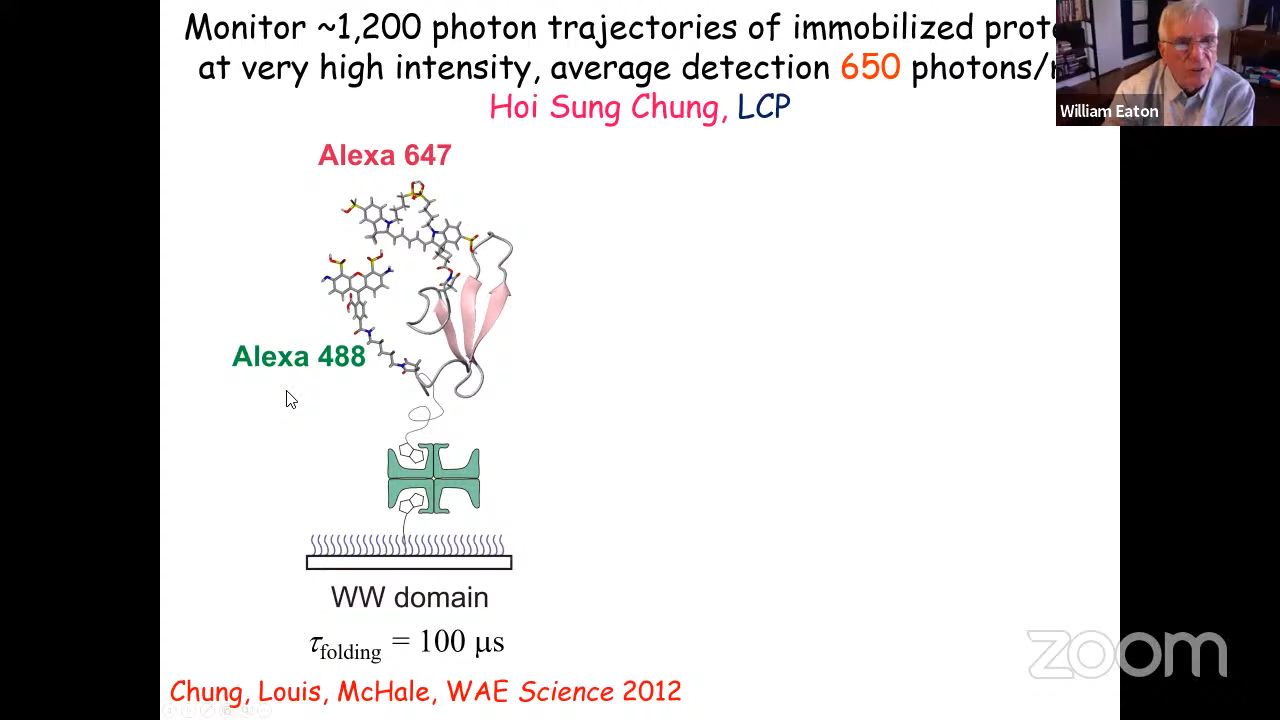 Monitor ~1,200 photon trajectories of immobilized prote
at very high intensity, average detection 650 photons/
Hoi Sung Chung, LCP
William Eaton
Alexa 647
Alexa 488
WW domain
τfolding = 100 μs
zoom
Chung, Louis, McHale, WAE Science 2012